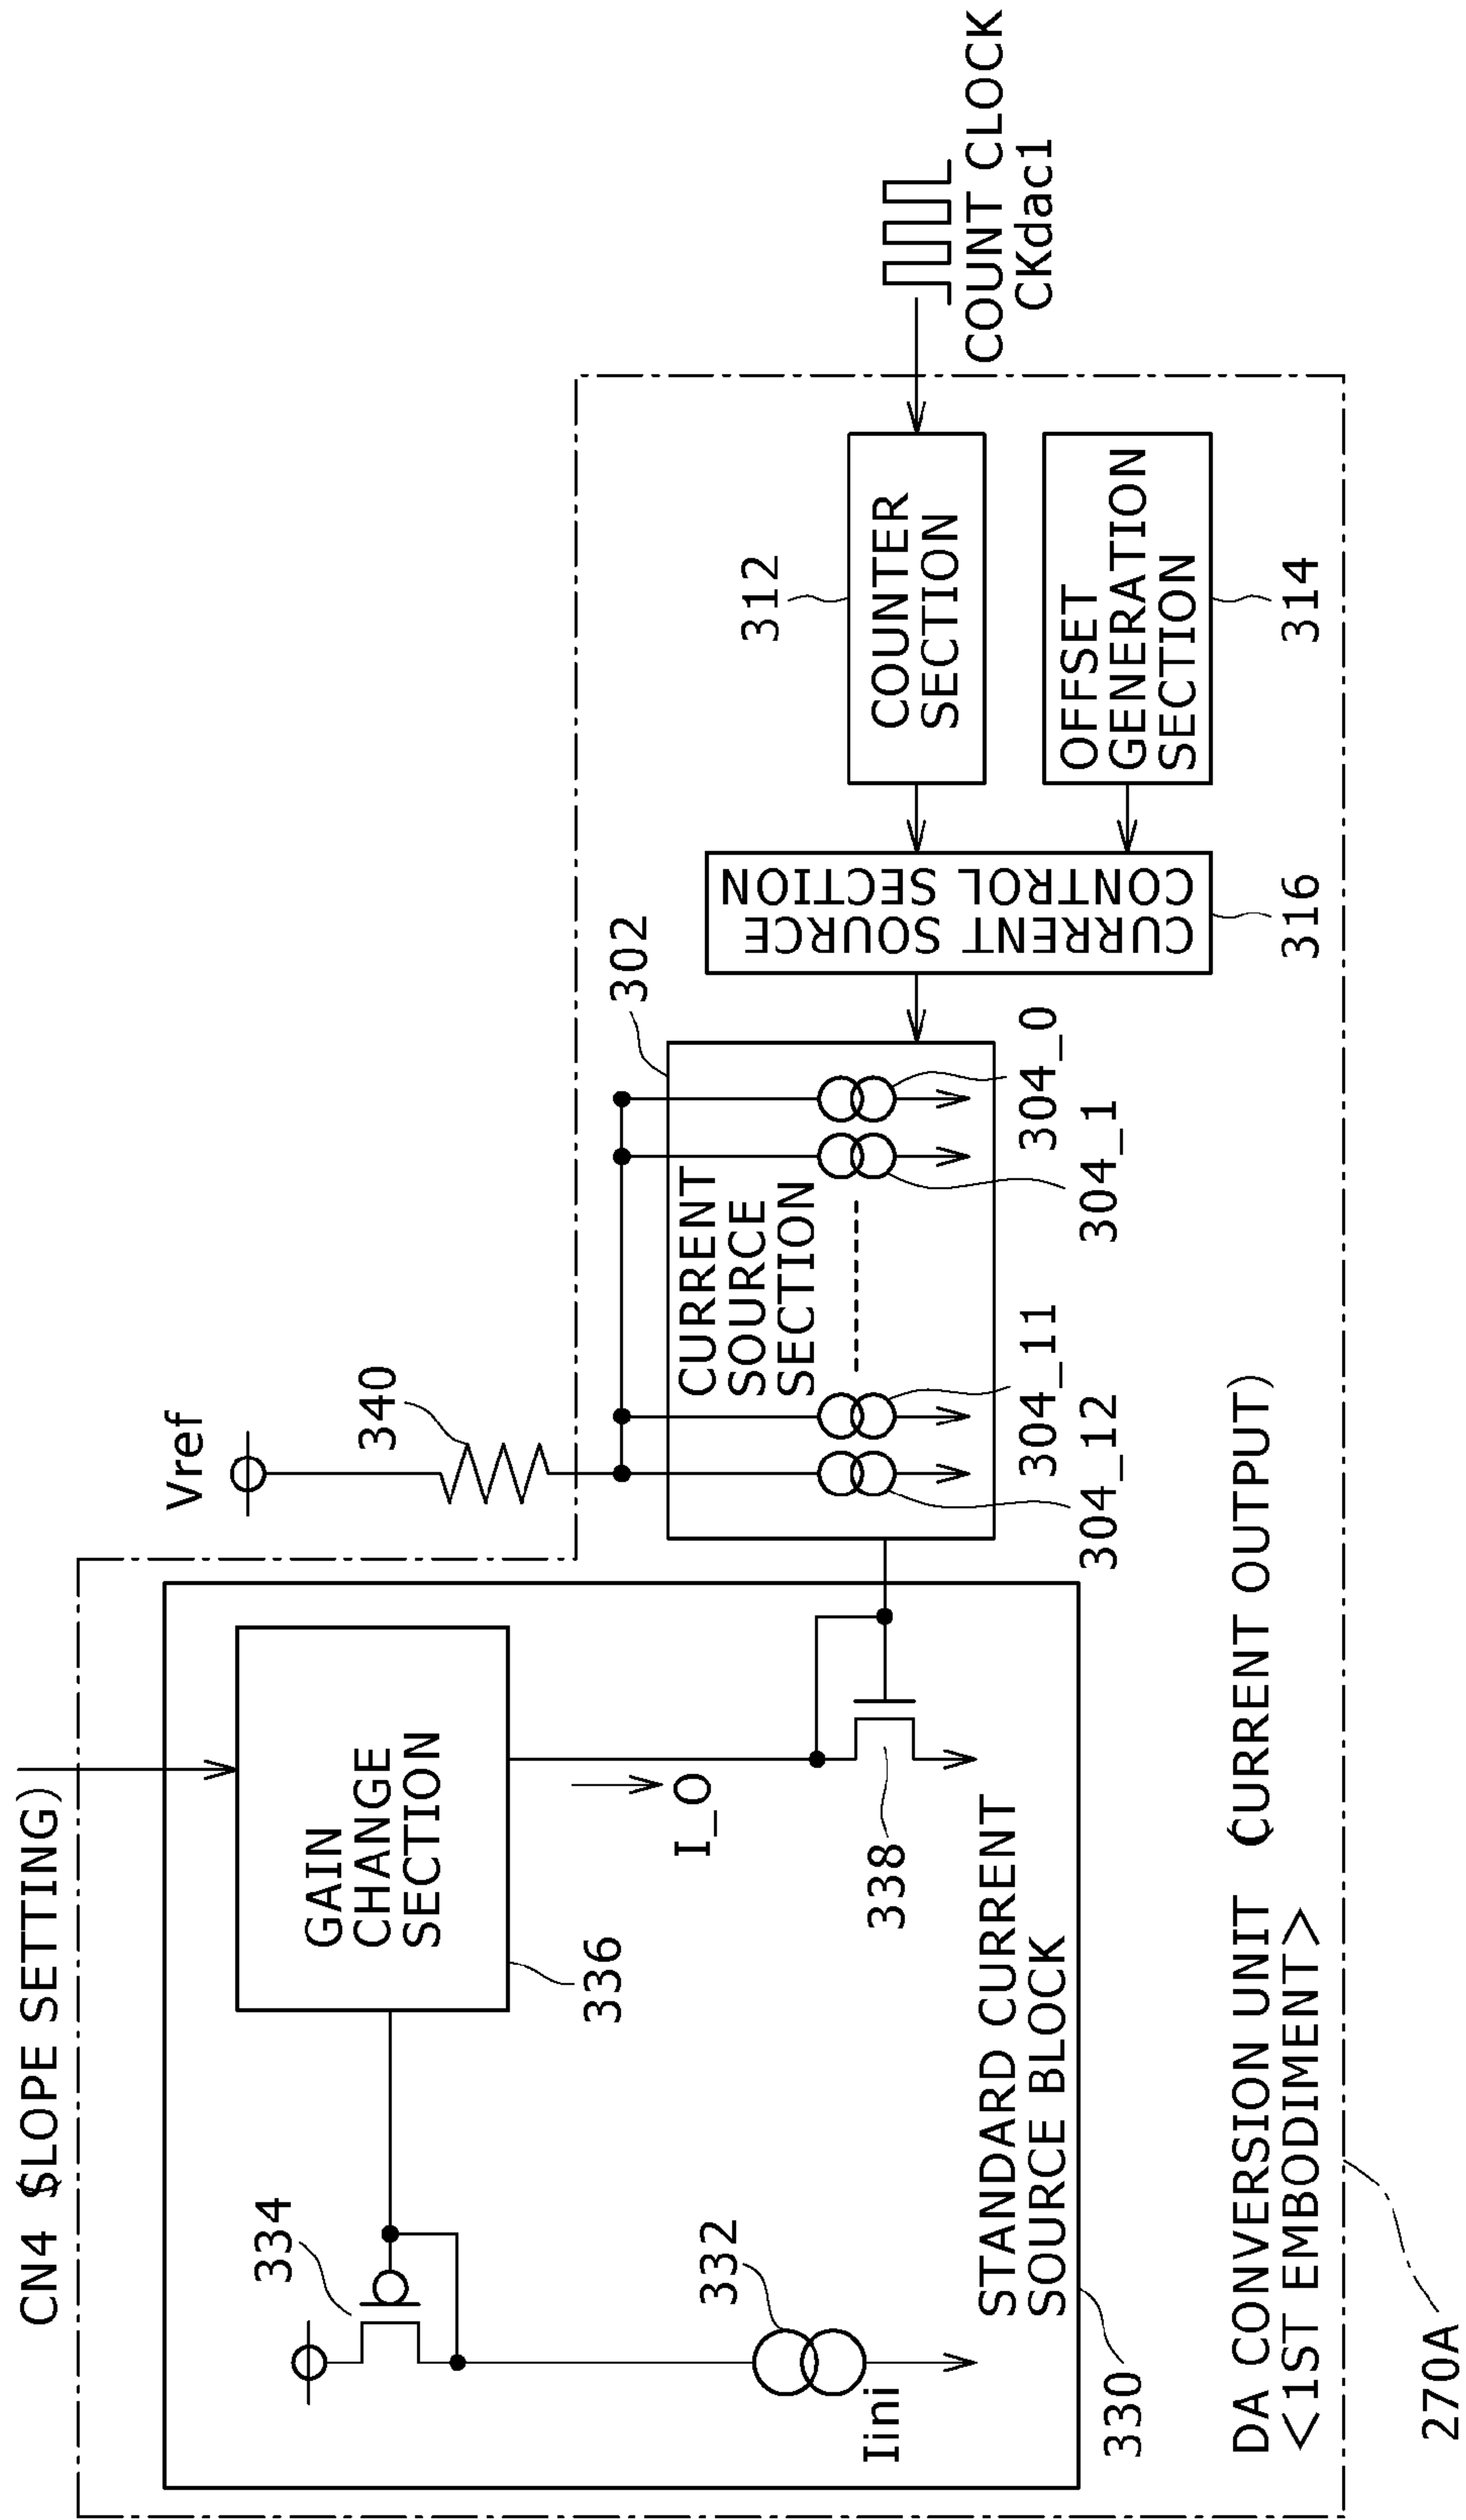 CN4 (SLOPE SETTING)
Vref
340
334
GAIN
CHANGE
SECTION
336
I_O
332
Iini
338
STANDARD CURRENT
SOURCE BLOCK
330
302
CURRENT
SOURCE
SECTION
304_12
304_11
304_1
304_0
CURRENT SOURCE
CONTROL SECTION
316
312
COUNTER
SECTION
OFFSET
GENERATION
SECTION
314
COUNT CLOCK
CKdac1
DA CONVERSION UNIT (CURRENT OUTPUT)
<1ST EMBODIMENT>
270A